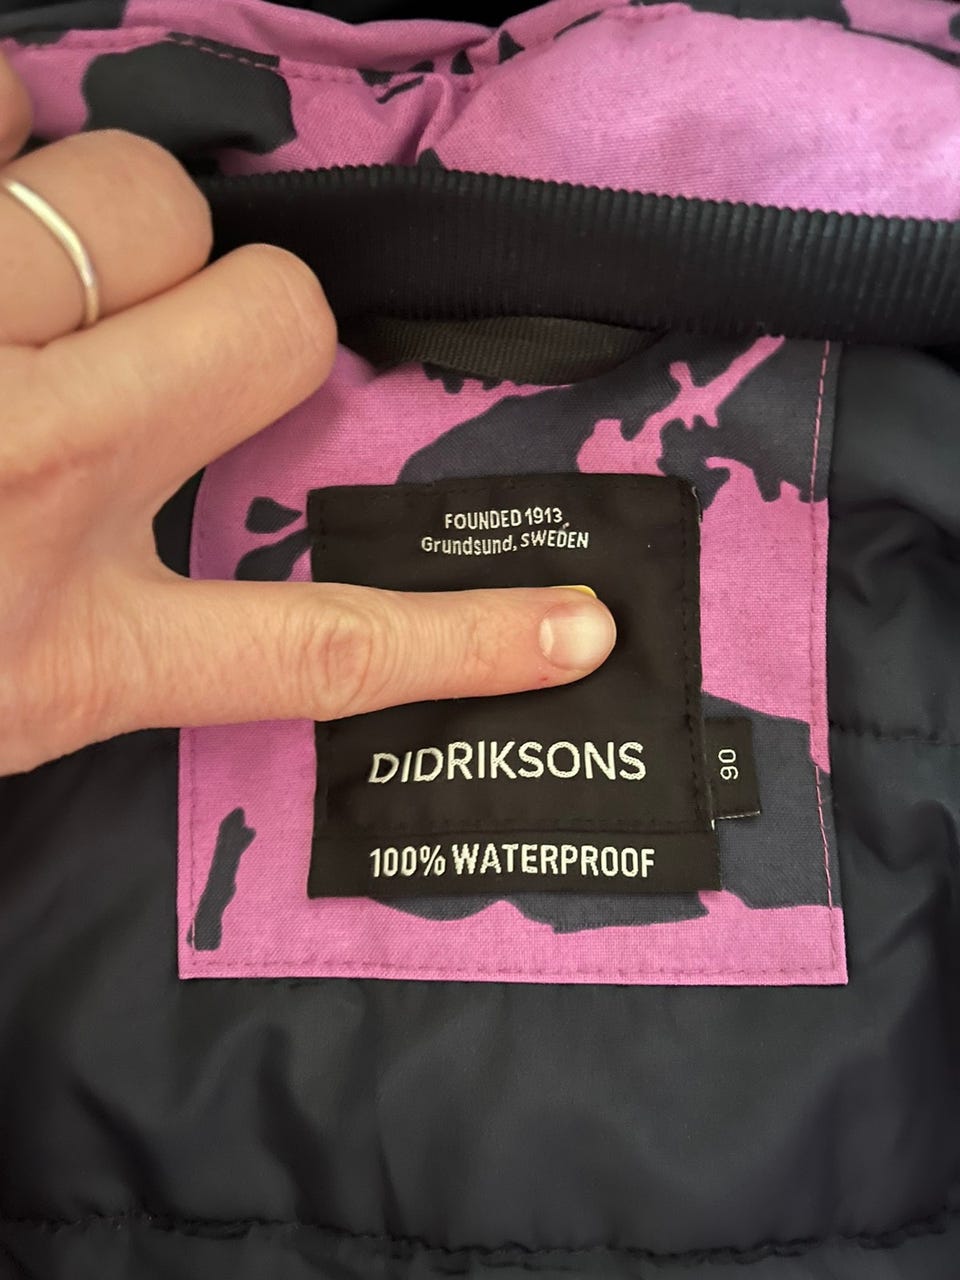 FOUNDED 1913,
Grundsund, SWEDEN
DIDRIKSONS
90
100% WATERPROOF